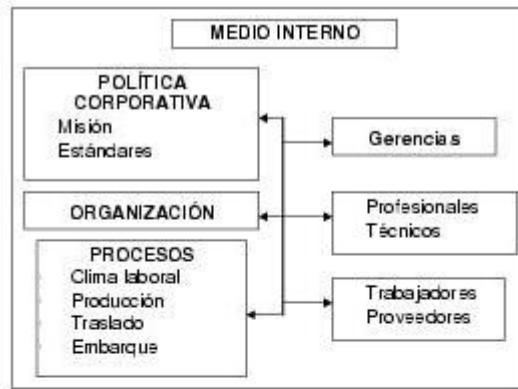 MEDIO INTERNO
POLÍTICA
CORPORATIVA
Misión
Estándares
ORGANIZACIÓN
PROCESOS
Clima laboral
Producción
Traslado
Embarque
Gerencias
Profesionales
Técnicos
Trabajadores
Proveedores